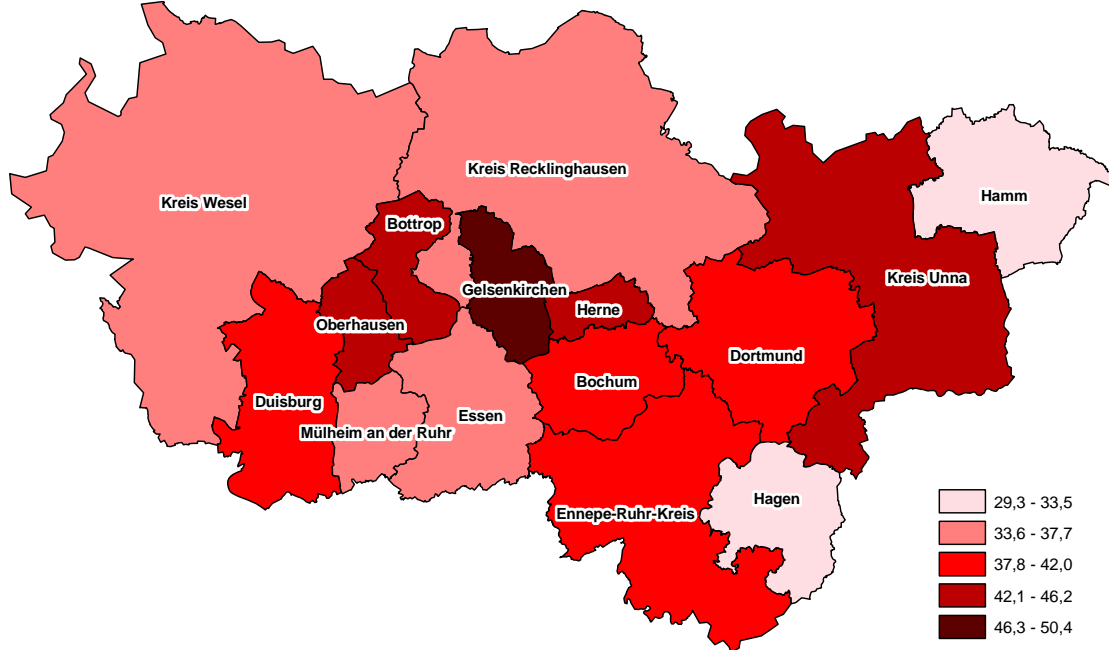 Kreis Recklinghausen
Kreis Wesel
Hamm
Bottrop
Kreis Unna
Gelsenkirchen
Herne
Oberhausen
Dortmund
Bochum
Duisburg
Essen
Mülheim an der Ruhr
Hagen
Ennepe-Ruhr-Kreis
29,3 - 33,5
33,6 - 37,7
37,8 - 42,0
42,1 - 46,2
46,3 - 50,4